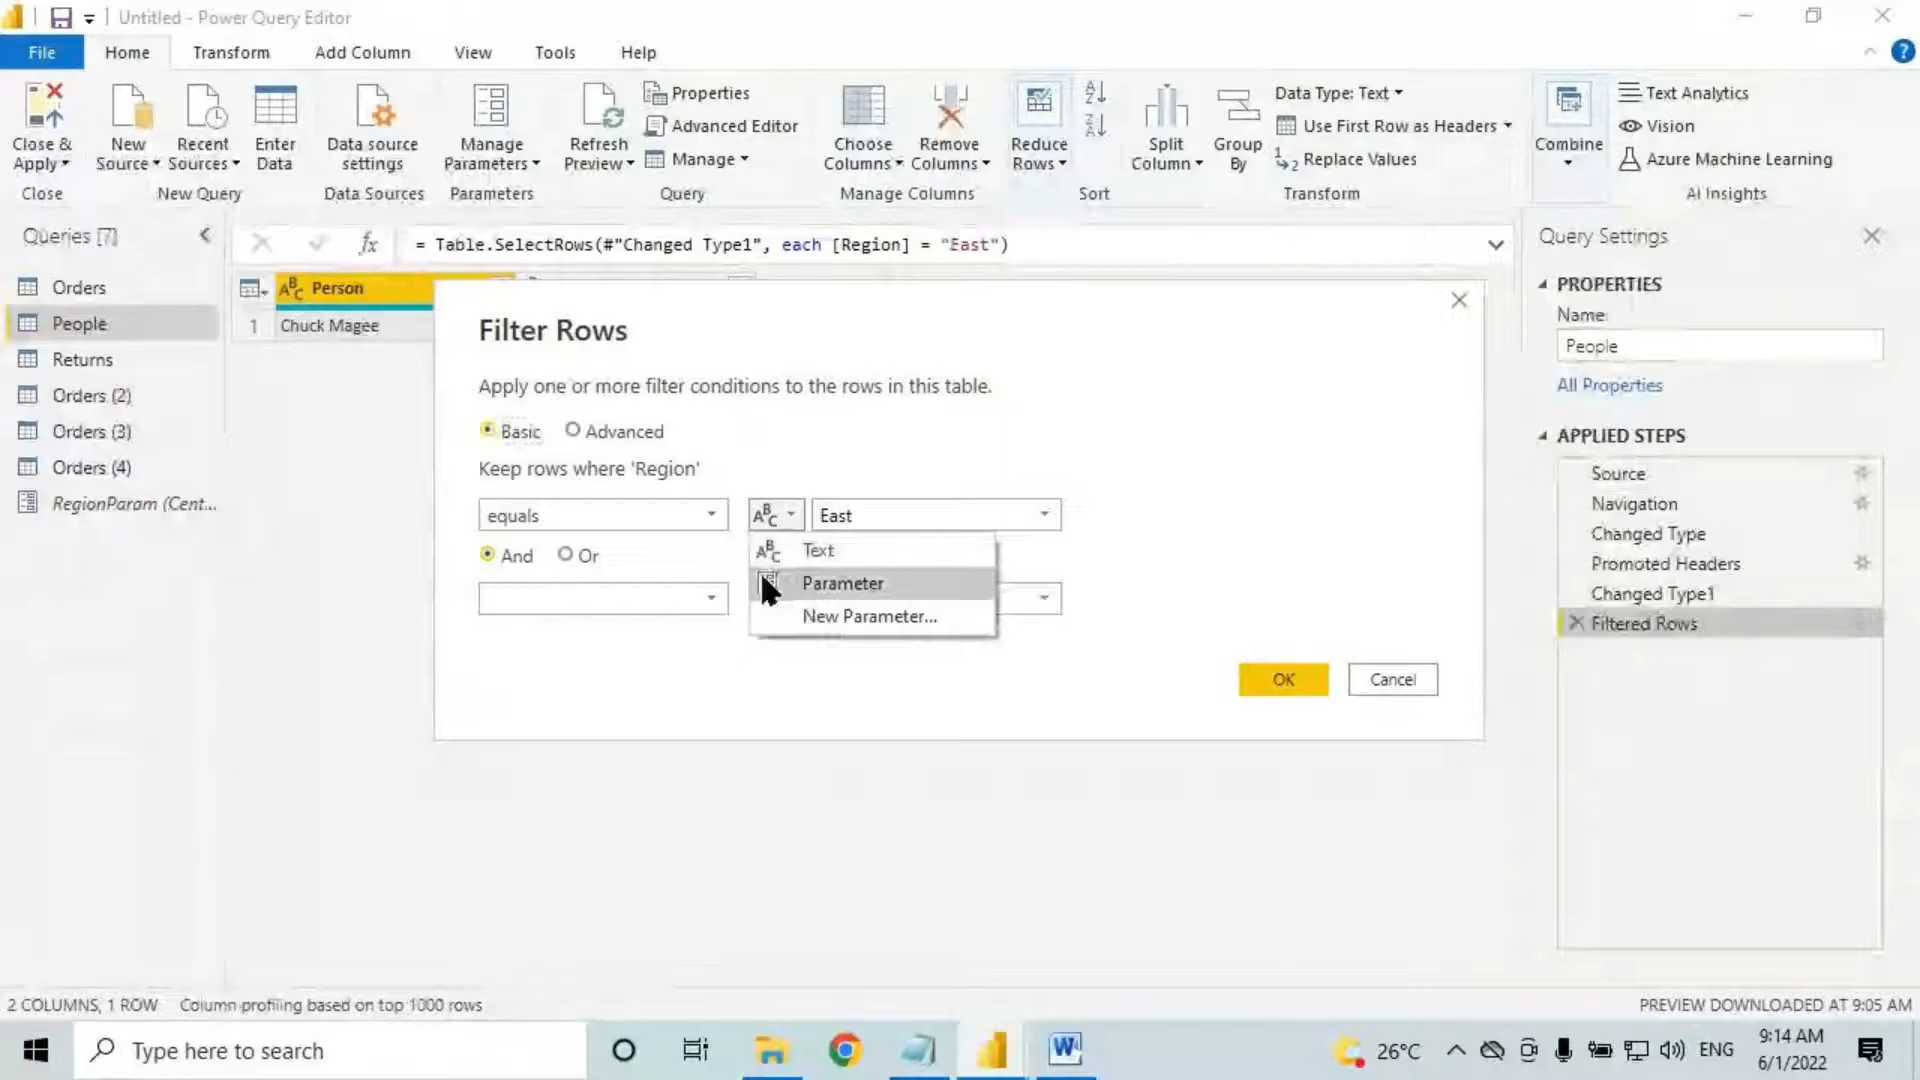 Untitled - Power Query Editor
File Home Transform Add Column View Tools Help
Close & Apply
New Source
Recent Sources
Enter Data
Data source settings
Manage Parameters
Refresh Preview
Properties
Advanced Editor
Manage
Choose Columns
Remove Columns
Reduce Rows
Split Column
Group By
Data Type: Text
Use First Row as Headers
Replace Values
Combine
Text Analytics
Vision
Azure Machine Learning
Close New Query Data Sources Parameters Query Manage Columns Sort Transform AI Insights
Queries [7]
Orders
People
Returns
Orders (2)
Orders (3)
Orders (4)
RegionParam (Cent...
fx = Table.SelectRows(#"Changed Type1", each [Region] = "East")
ABC Person
1 Chuck Magee
Filter Rows
Apply one or more filter conditions to the rows in this table.
Basic Advanced
Keep rows where 'Region'
equals ABC East
And Or
ABC Text
Parameter
New Parameter...
OK Cancel
Query Settings
PROPERTIES
Name
People
All Properties
APPLIED STEPS
Source
Navigation
Changed Type
Promoted Headers
Changed Type1
Filtered Rows
2 COLUMNS, 1 ROW Column profiling based on top 1000 rows
PREVIEW DOWNLOADED AT 9:05 AM
Type here to search
26°C
ENG
9:14 AM
6/1/2022